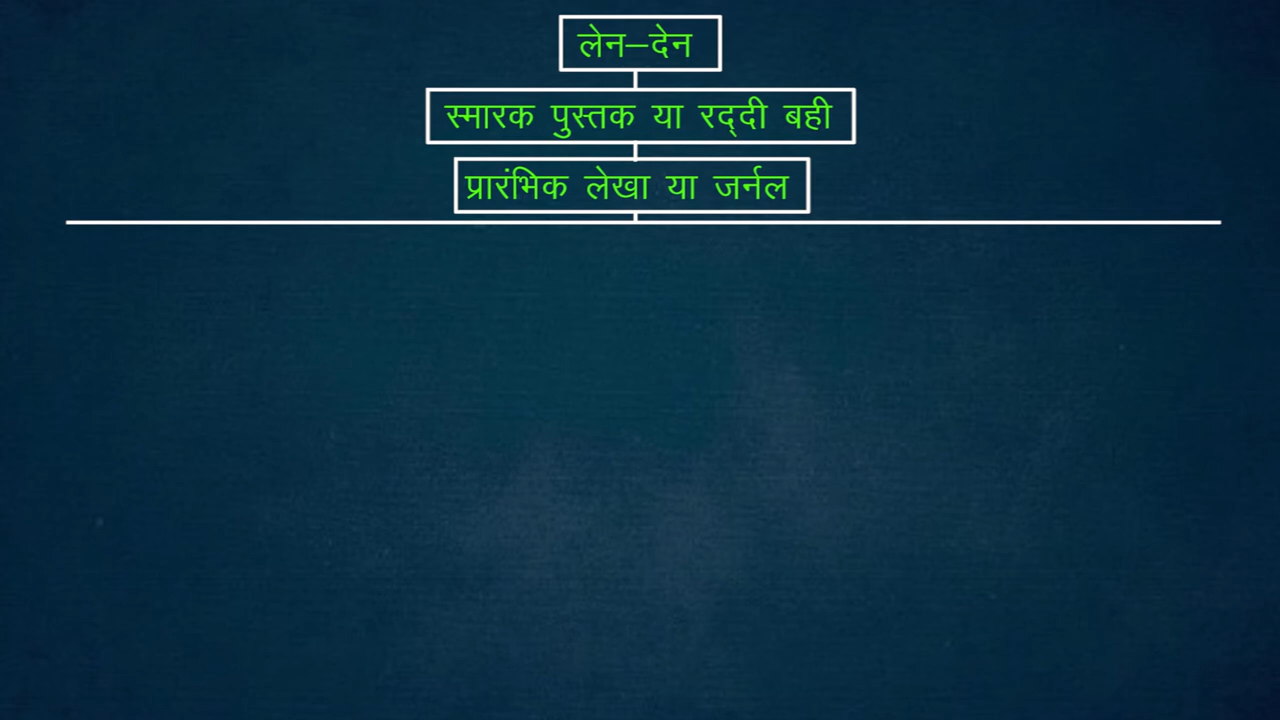 लेन–देन
स्मारक पुस्तक या रद्‌दी बही
प्रारंभिक लेखा या जर्नल